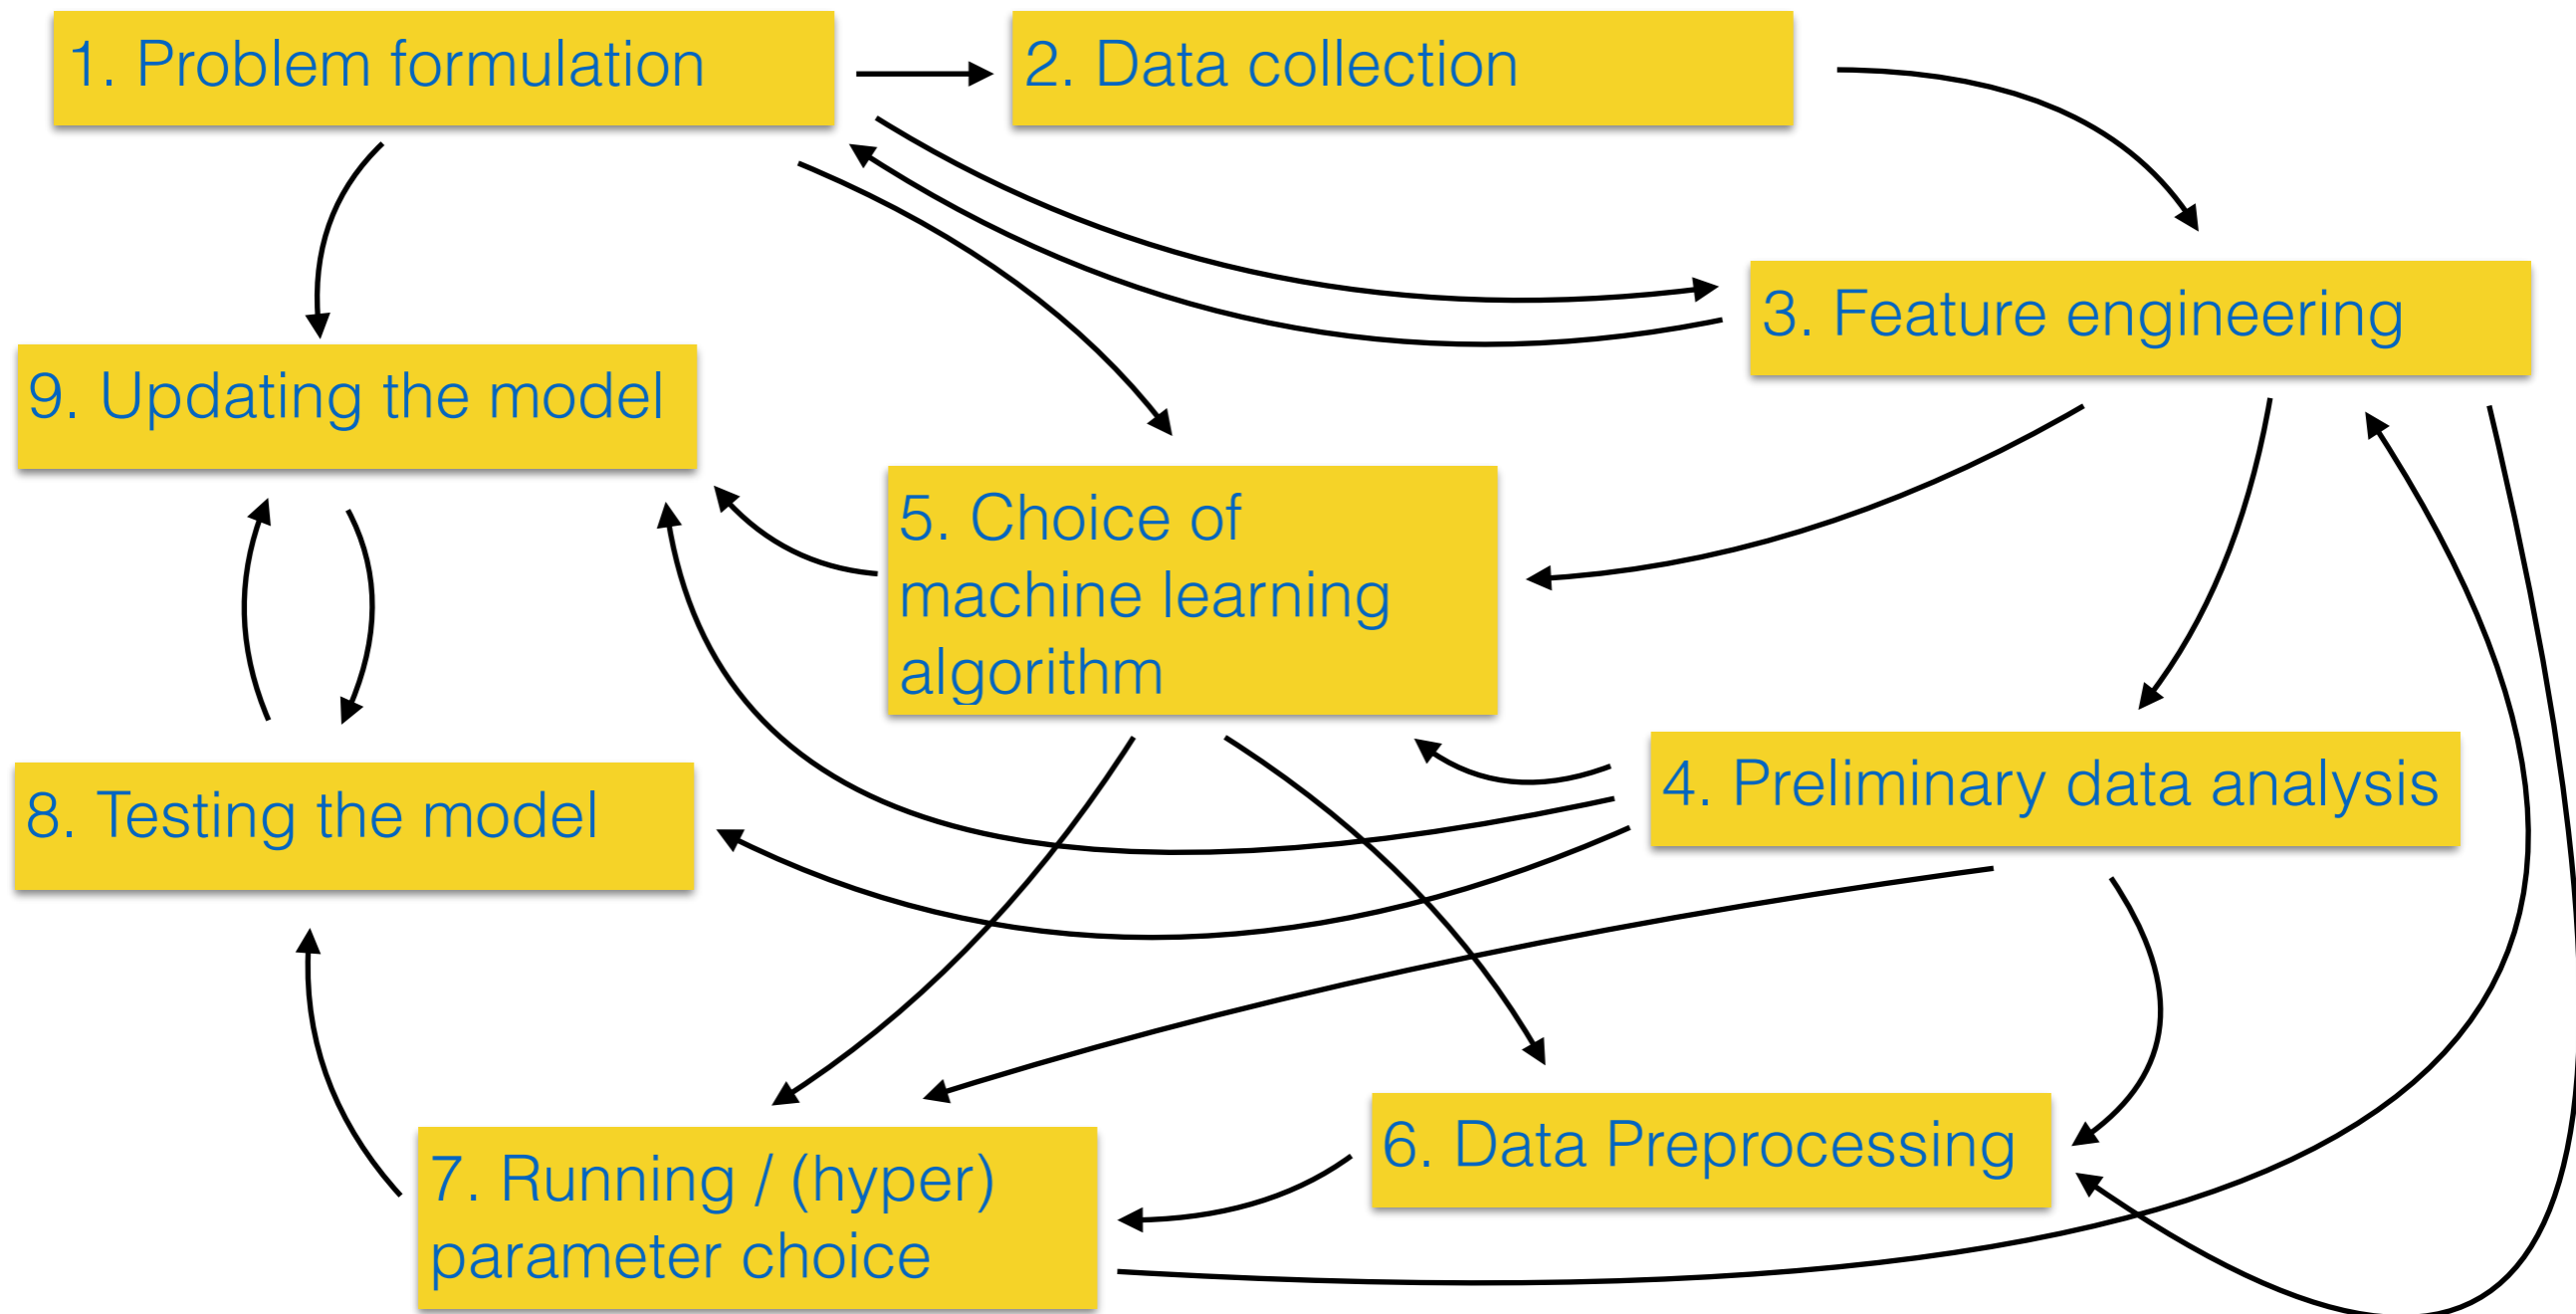 1. Problem formulation
2. Data collection
3. Feature engineering
9. Updating the model
5. Choice of
machine learning
algorithm
4. Preliminary data analysis
8. Testing the model
6. Data Preprocessing
7. Running / (hyper)
parameter choice